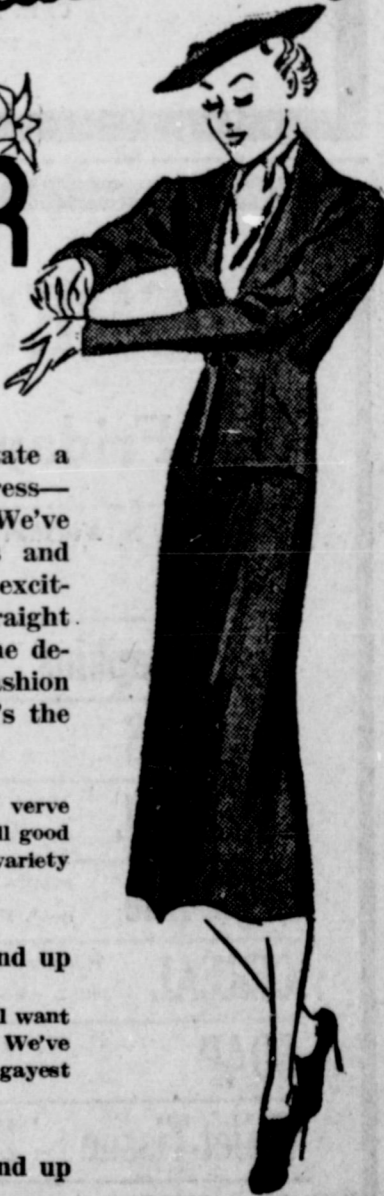 R
ate a
ress—
We've
and
excit-
raight
e de-
shion
's the
verve
ll good
variety
nd up
l want
We've
gayest
nd up